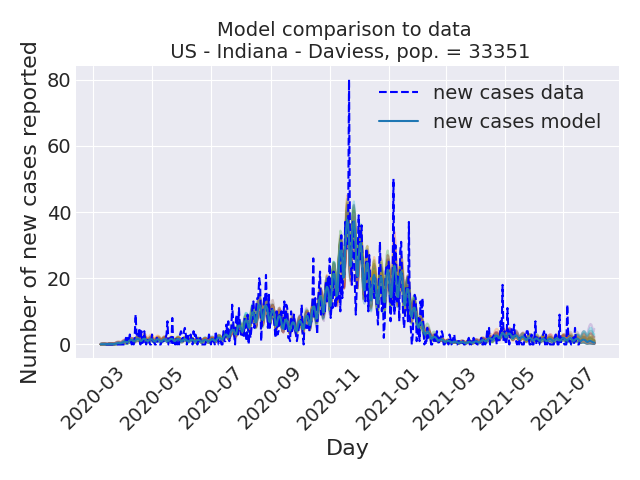 Model comparison to data
US - Indiana - Daviess, pop. = 33351
Number of new cases reported
80
60
40
20
0
new cases data
new cases model
2020-03
2020-05
2020-07
2020-09
2020-11
2021-01
2021-03
2021-05
2021-07
Day